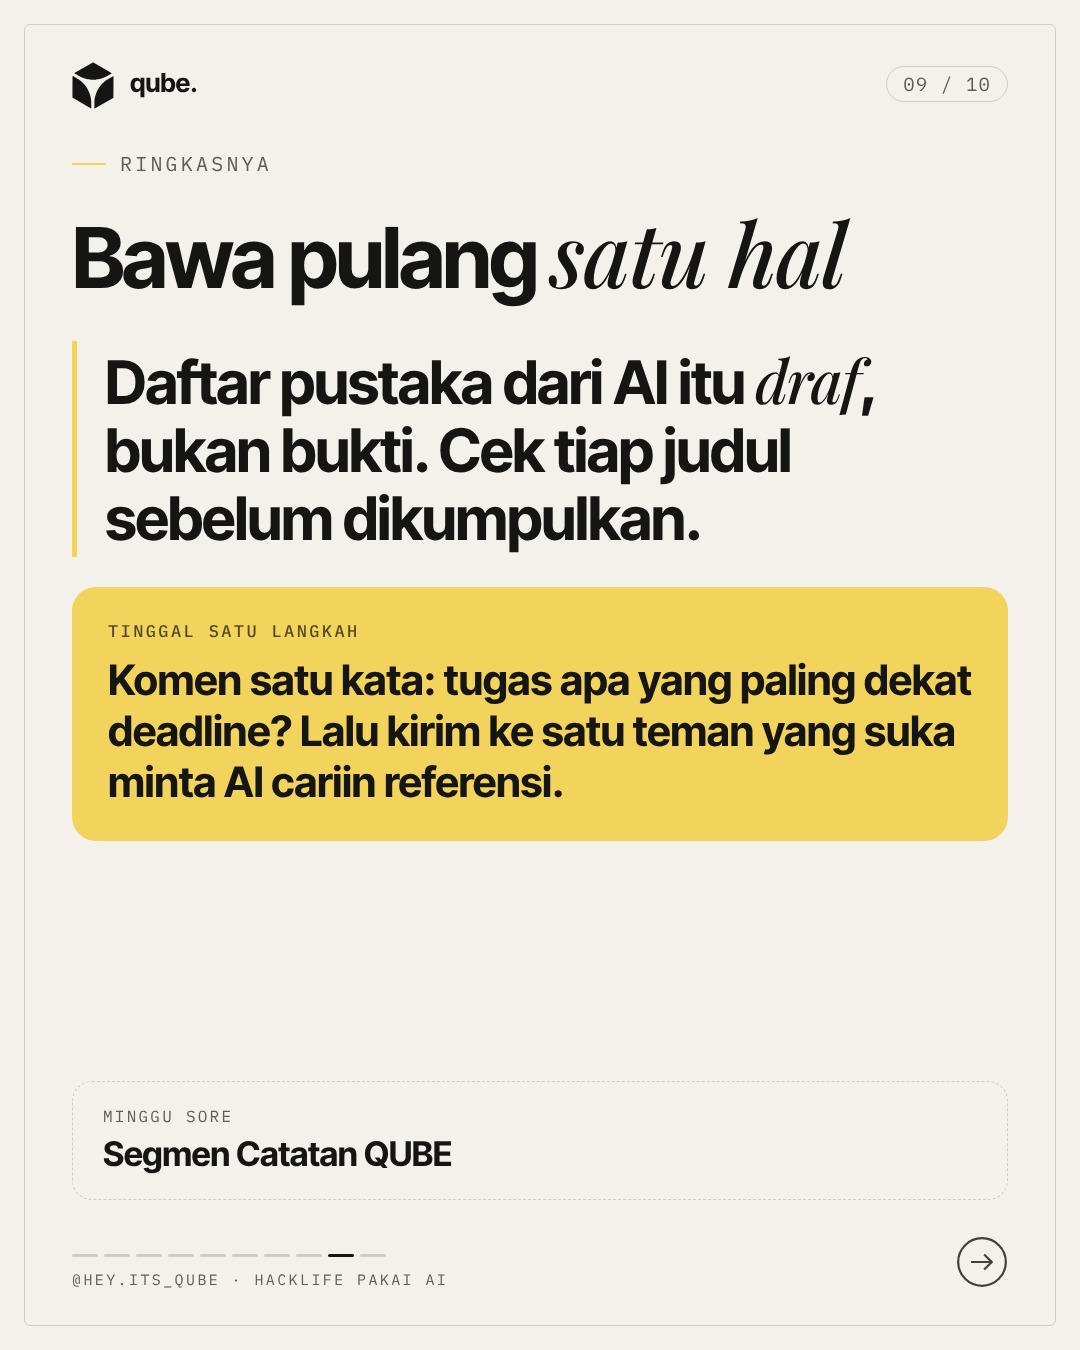 qube.
09 / 10
RINGKASNYA
Bawa pulang satu hal
Daftar pustaka dari AI itu draf,
bukan bukti. Cek tiap judul
sebelum dikumpulkan.
TINGGAL SATU LANGKAH
Komen satu kata: tugas apa yang paling dekat
deadline? Lalu kirim ke satu teman yang suka
minta AI cariin referensi.
MINGGU SORE
Segmen Catatan QUBE
@HEY.ITS_QUBE · HACKLIFE PAKAI AI